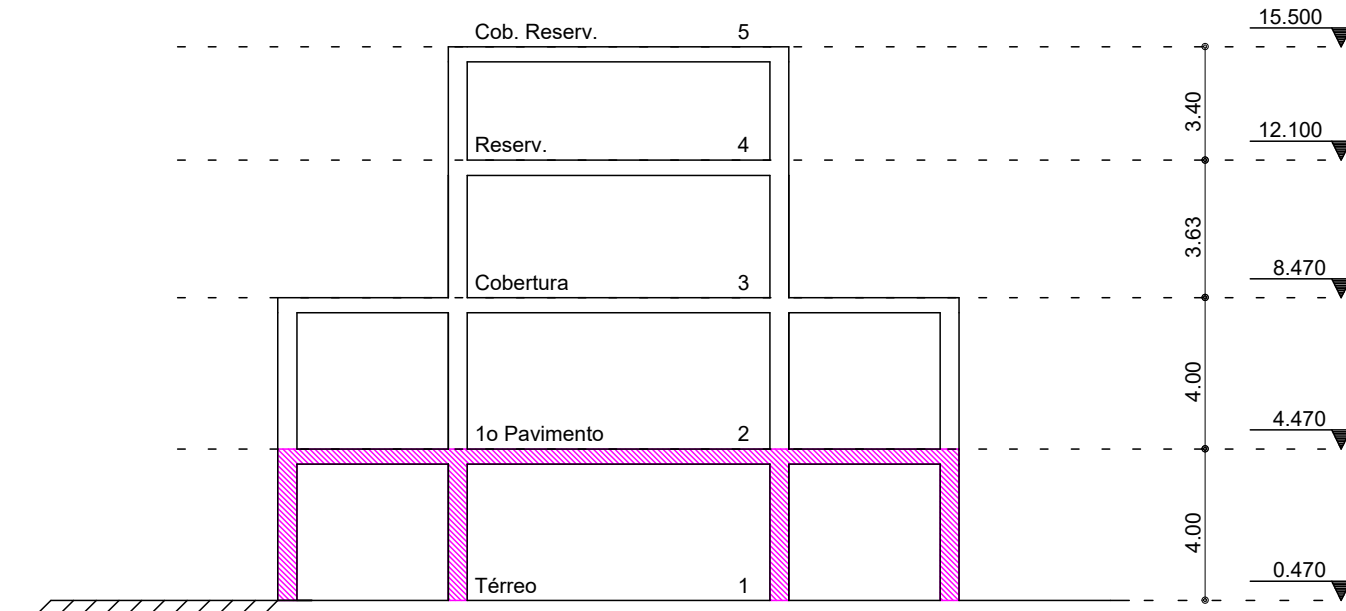 Cob. Reserv. 5 15.500
3.40
Reserv. 4 12.100
3.63
Cobertura 3 8.470
4.00
1o Pavimento 2 4.470
4.00
Térreo 1 0.470